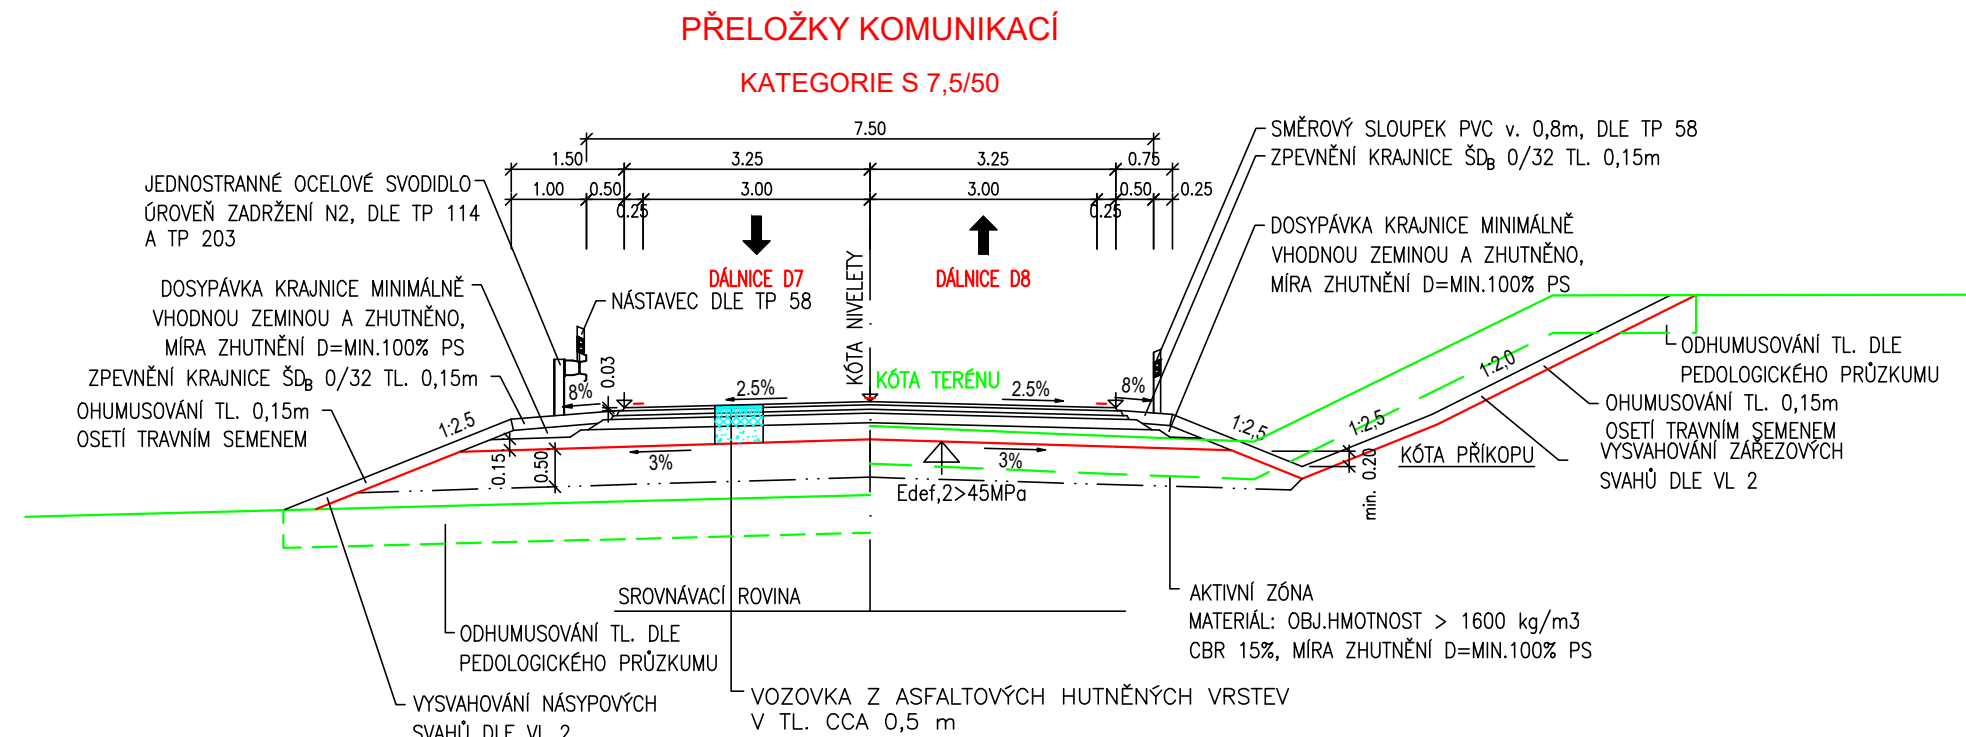 PŘELOŽKY KOMUNIKACÍ
KATEGORIE S 7,5/50
7.50
1.50 3.25 3.25 0.75
1.00 0.50 3.00 3.00 0.50 0.25
0.25 0.25
SMĚROVÝ SLOUPEK PVC v. 0,8m, DLE TP 58
ZPEVNĚNÍ KRAJNICE ŠDB 0/32 TL. 0,15m
JEDNOSTRANNÉ OCELOVÉ SVODIDLO
ÚROVEŇ ZADRŽENÍ N2, DLE TP 114
A TP 203
DOSYPÁVKA KRAJNICE MINIMÁLNĚ
VHODNOU ZEMINOU A ZHUTNĚNO,
MÍRA ZHUTNĚNÍ D=MIN.100% PS
DÁLNICE D7
DÁLNICE D8
KÓTA NIVELETY
DOSYPÁVKA KRAJNICE MINIMÁLNĚ
VHODNOU ZEMINOU A ZHUTNĚNO,
MÍRA ZHUTNĚNÍ D=MIN.100% PS
NÁSTAVEC DLE TP 58
ZPEVNĚNÍ KRAJNICE ŠDB 0/32 TL. 0,15m
OHUMUSOVÁNÍ TL. 0,15m
OSETÍ TRAVNÍM SEMENEM
0.03
8%
2.5%
KÓTA TERÉNU
2.5%
8%
1:2.5
1:2,5
1:2,5
1:2,0
ODHUMUSOVÁNÍ TL. DLE
PEDOLOGICKÉHO PRŮZKUMU
OHUMUSOVÁNÍ TL. 0,15m
OSETÍ TRAVNÍM SEMENEM
VYSVAHOVÁNÍ ZÁŘEZOVÝCH
SVAHŮ DLE VL 2
KÓTA PŘÍKOPU
min. 0.20
0.15
0.50
3%
3%
Edef,2>45MPa
SROVNÁVACÍ ROVINA
AKTIVNÍ ZÓNA
MATERIÁL: OBJ.HMOTNOST > 1600 kg/m3
CBR 15%, MÍRA ZHUTNĚNÍ D=MIN.100% PS
ODHUMUSOVÁNÍ TL. DLE
PEDOLOGICKÉHO PRŮZKUMU
VYSVAHOVÁNÍ NÁSYPOVÝCH
SVAHŮ DLE VL 2
VOZOVKA Z ASFALTOVÝCH HUTNĚNÝCH VRSTEV
V TL. CCA 0,5 m